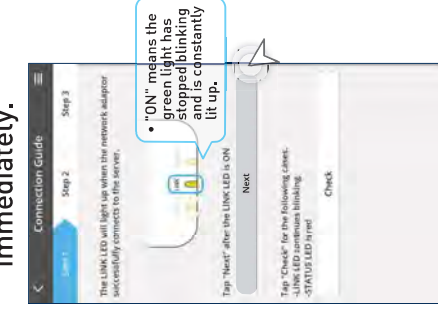 immediately.
Connection Guide
Step 1
Step 2
Step 3
The LINK LED will light up when the network adaptor
successfully connects to the server.
• "ON" means the
green light has
stopped blinking
and is constantly
lit up.
Tap "Next" after the LINK LED is ON
Next
Tap "Check" for the following cases.
-LINK LED continues blinking.
-STATUS LED is red
Check